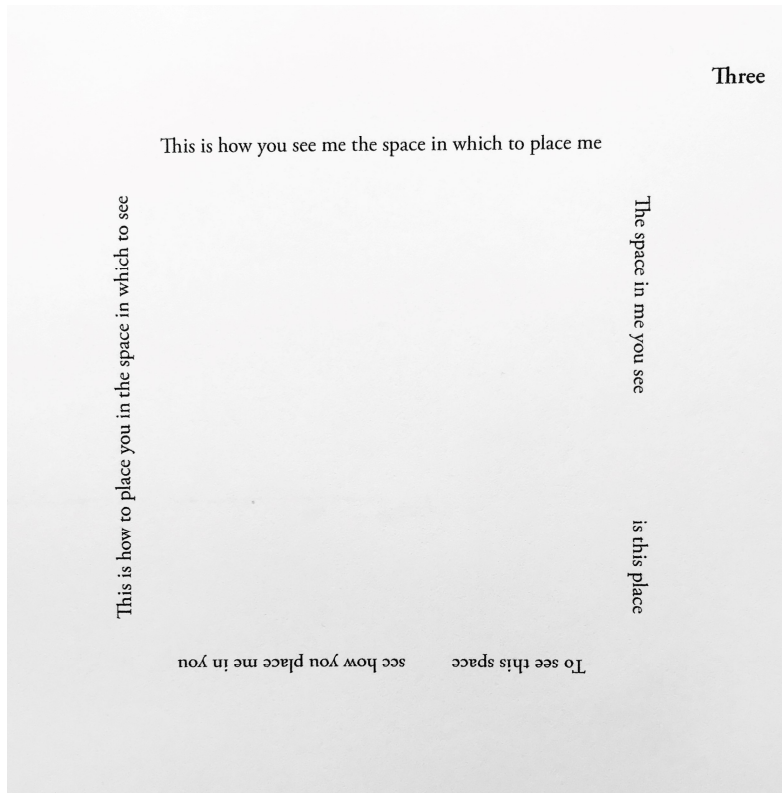 Three
This is how you see me the space in which to place me
The space in me you see is this place
To see this space see how you place me in you
This is how to place you in the space in which to see